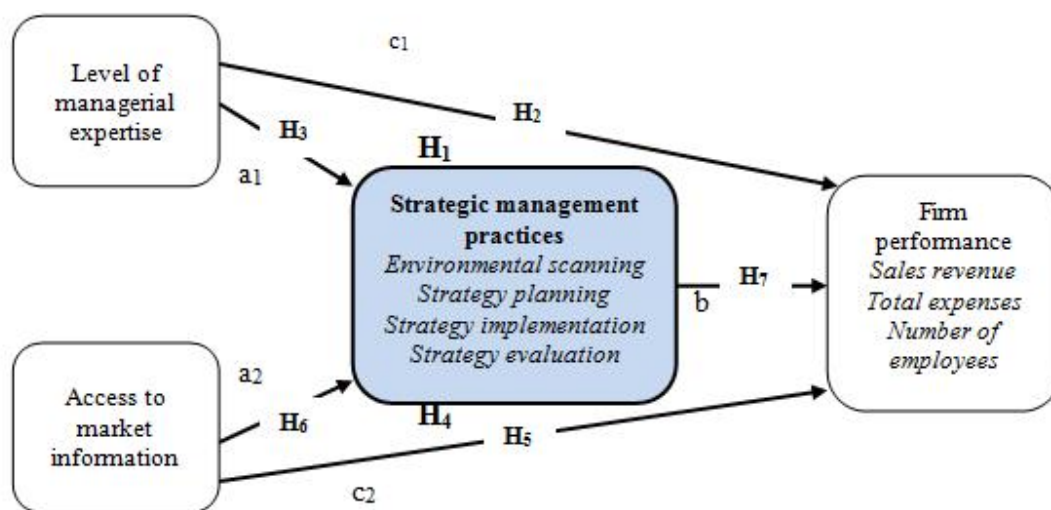 Level of
managerial
expertise
c1
H2
H3
a1
H1
Strategic management
practices
Environmental scanning
Strategy planning
Strategy implementation
Strategy evaluation
H7
b
Firm
performance
Sales revenue
Total expenses
Number of
employees
Access to
market
information
a2
H6
H4
H5
c2